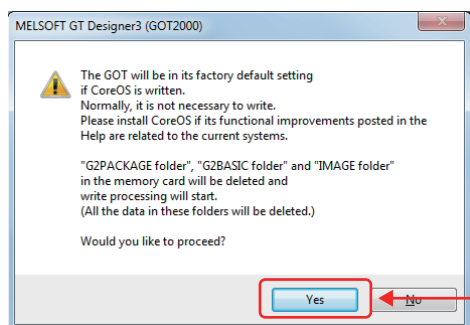 MELSOFT GT Designer3 (GOT2000)
The GOT will be in its factory default setting
if CoreOS is written.
Normally, it is not necessary to write.
Please install CoreOS if its functional improvements posted in the
Help are related to the current systems.
"G2PACKAGE folder", "G2BASIC folder" and "IMAGE folder"
in the memory card will be deleted and
write processing will start.
(All the data in these folders will be deleted.)
Would you like to proceed?
Yes
No